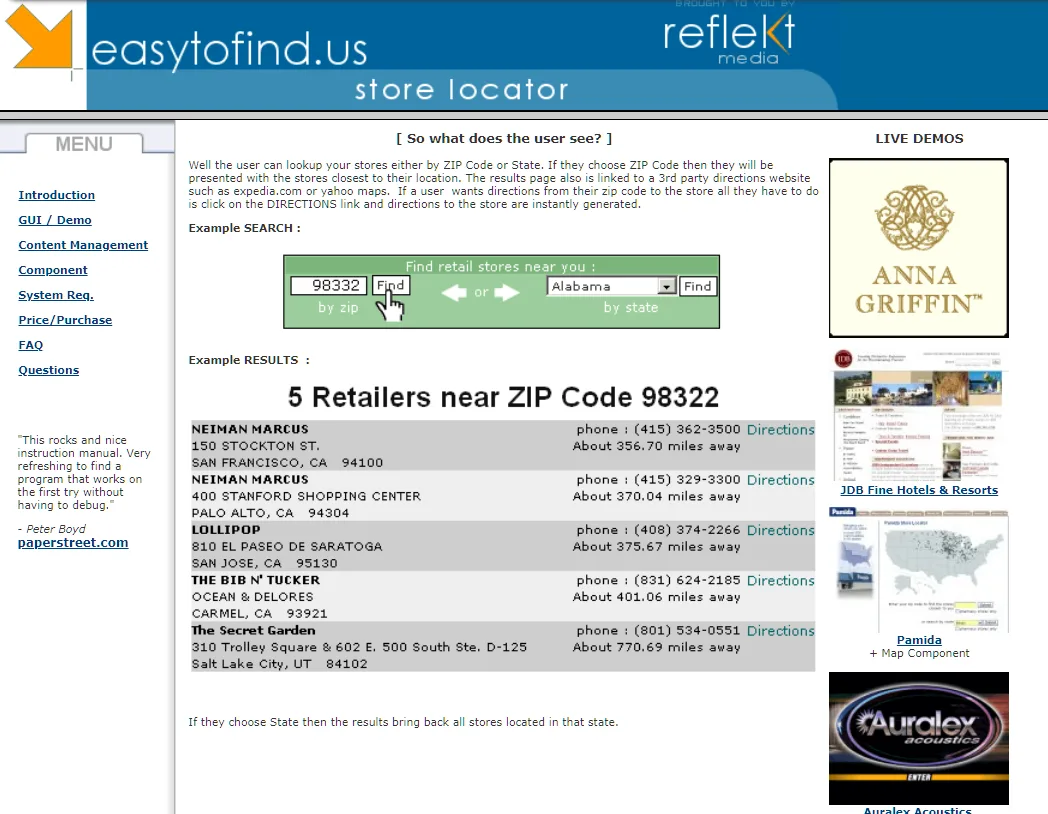 BROUGHT TO YOU BY
reflekt
media
easytofind.us
store locator
MENU
Introduction
GUI / Demo
Content Management
Component
System Req.
Price/Purchase
FAQ
Questions
"This rocks and nice
instruction manual. Very
refreshing to find a
program that works on
the first try without
having to debug."
- Peter Boyd
paperstreet.com
[ So what does the user see? ]
Well the user can lookup your stores either by ZIP Code or State. If they choose ZIP Code then they will be
presented with the stores closest to their location. The results page also is linked to a 3rd party directions website
such as expedia.com or yahoo maps.  If a user  wants directions from their zip code to the store all they have to do
is click on the DIRECTIONS link and directions to the store are instantly generated.
Example SEARCH :
Find retail stores near you :
98332 Find or Alabama Find
by zip by state
Example RESULTS  :
5 Retailers near ZIP Code 98322
NEIMAN MARCUS phone : (415) 362-3500 Directions
150 STOCKTON ST. About 356.70 miles away
SAN FRANCISCO, CA   94100
NEIMAN MARCUS phone : (415) 329-3300 Directions
400 STANFORD SHOPPING CENTER About 370.04 miles away
PALO ALTO, CA   94304
LOLLIPOP phone : (408) 374-2266 Directions
810 EL PASEO DE SARATOGA About 375.67 miles away
SAN JOSE, CA   95130
THE BIB N' TUCKER phone : (831) 624-2185 Directions
OCEAN & DELORES About 401.06 miles away
CARMEL, CA   93921
The Secret Garden phone : (801) 534-0551 Directions
310 Trolley Square & 602 E. 500 South Ste. D-125 About 770.69 miles away
Salt Lake City, UT   84102
If they choose State then the results bring back all stores located in that state.
LIVE DEMOS
ANNA
GRIFFIN™
JDB
JDB Fine Hotels & Resorts
Pamida
Pamida
+ Map Component
Auralex
acoustics
ENTER
Auralex Acoustics